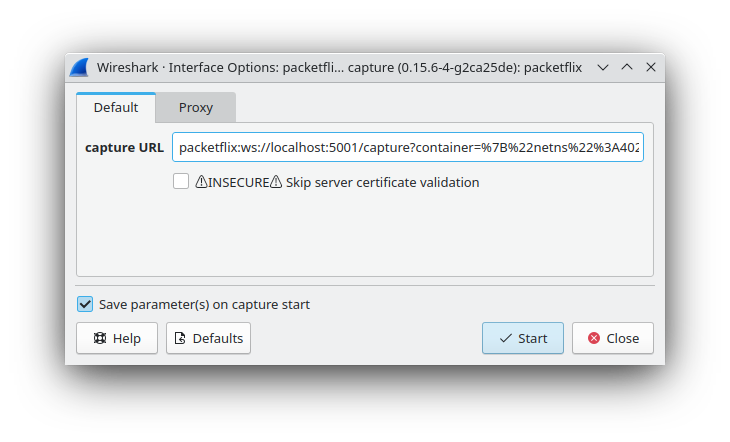 Wireshark · Interface Options: packetfli... capture (0.15.6-4-g2ca25de): packetflix
Default Proxy
capture URL packetflix:ws://localhost:5001/capture?container=%7B%22netns%22%3A402
⚠INSECURE⚠ Skip server certificate validation
Save parameter(s) on capture start
Help Defaults Start Close